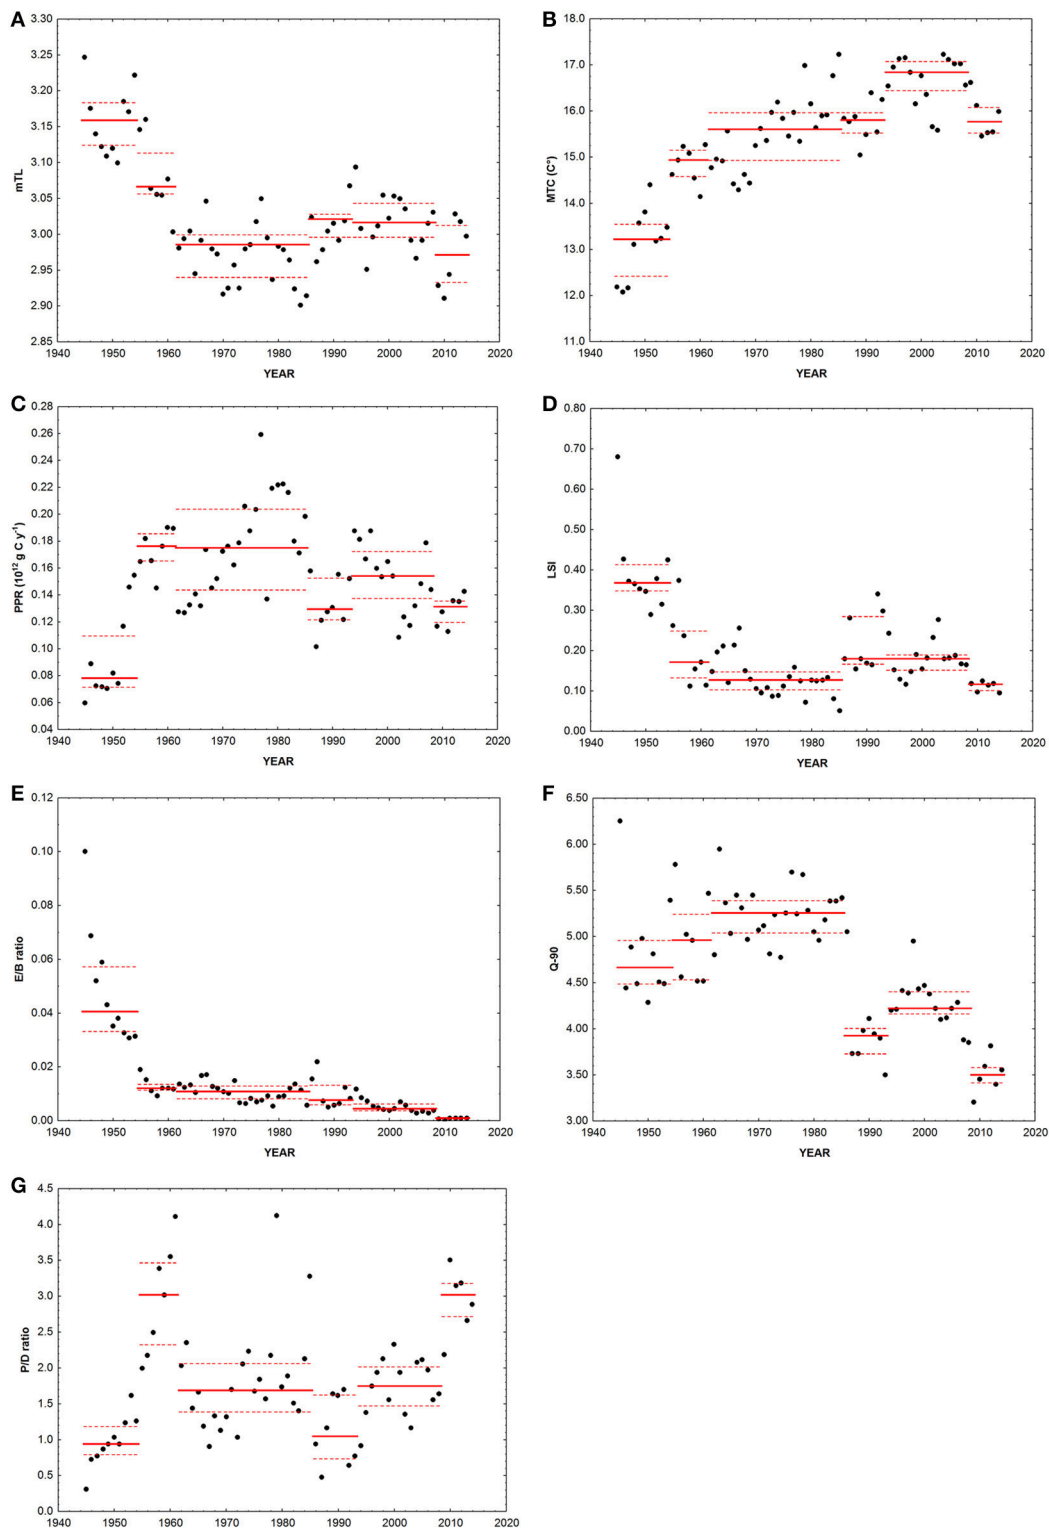 A
3.30
3.25
3.20
3.15
3.10
3.05
3.00
2.95
2.90
2.85
mTL
1940 1950 1960 1970 1980 1990 2000 2010 2020
YEAR
B
18.0
17.0
16.0
15.0
14.0
13.0
12.0
11.0
MTC (C°)
1940 1950 1960 1970 1980 1990 2000 2010 2020
YEAR
C
0.28
0.26
0.24
0.22
0.20
0.18
0.16
0.14
0.12
0.10
0.08
0.06
0.04
PPR (10¹² g C y⁻¹)
1940 1950 1960 1970 1980 1990 2000 2010 2020
YEAR
D
0.80
0.70
0.60
0.50
0.40
0.30
0.20
0.10
0.00
LSI
1940 1950 1960 1970 1980 1990 2000 2010 2020
YEAR
E
0.12
0.10
0.08
0.06
0.04
0.02
0.00
E/B ratio
1940 1950 1960 1970 1980 1990 2000 2010 2020
YEAR
F
6.50
6.00
5.50
5.00
4.50
4.00
3.50
3.00
Q-90
1940 1950 1960 1970 1980 1990 2000 2010 2020
YEAR
G
4.5
4.0
3.5
3.0
2.5
2.0
1.5
1.0
0.5
0.0
P/D ratio
1940 1950 1960 1970 1980 1990 2000 2010 2020
YEAR